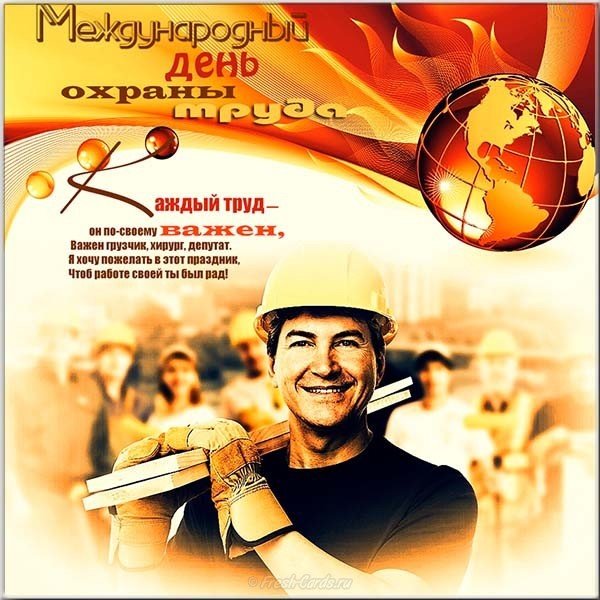 Международный
день
охраны
труда
Каждый труд –
он по-своему важен,
Важен грузчик, хирург, депутат.
Я хочу пожелать в этот праздник,
Чтоб работе своей ты был рад!
© Fresh-Cards.ru